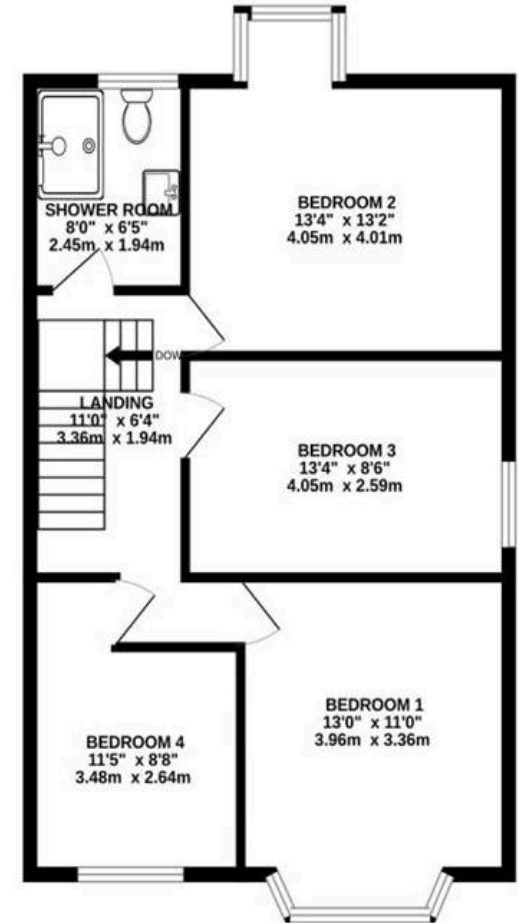 BEDROOM 2
13'4" x 13'2"
4.05m x 4.01m
SHOWER ROOM
8'0" x 6'5"
2.45m x 1.94m
DOW
LANDING
11'0" x 6'4"
3.36m x 1.94m
BEDROOM 3
13'4" x 8'6"
4.05m x 2.59m
BEDROOM 1
13'0" x 11'0"
3.96m x 3.36m
BEDROOM 4
11'5" x 8'8"
3.48m x 2.64m